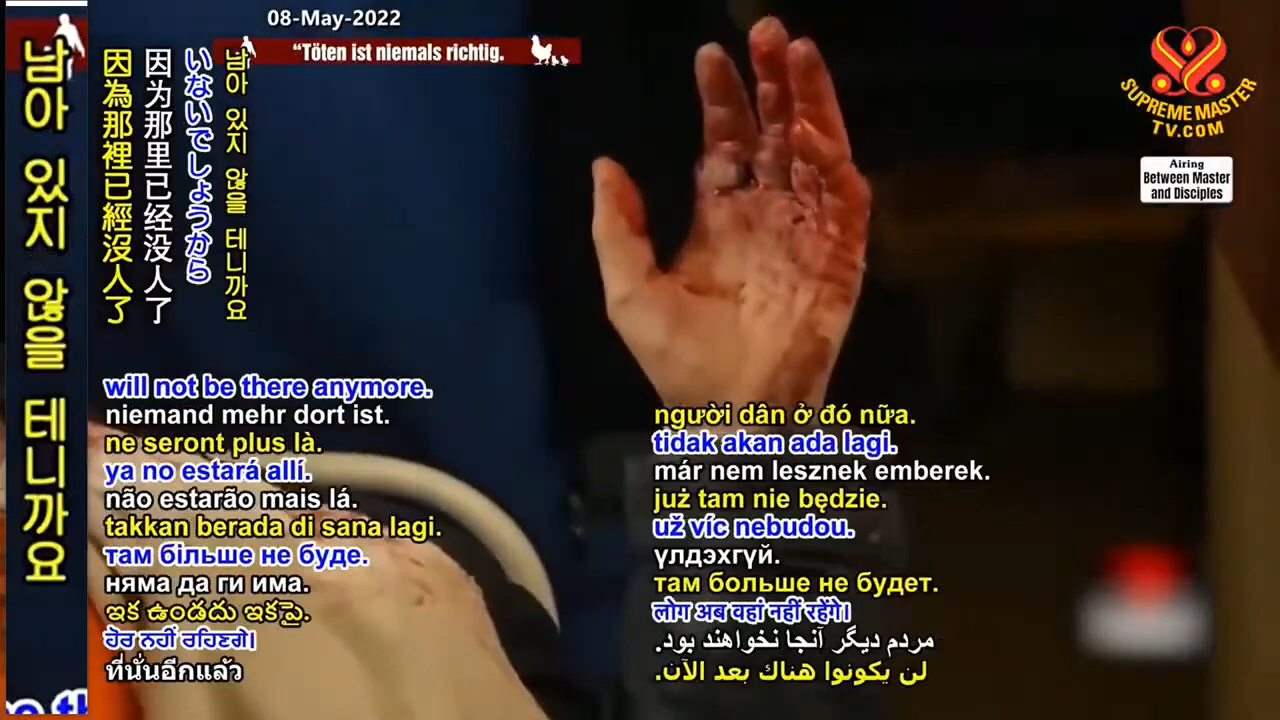 08-May-2022
“Töten ist niemals richtig.
SUPREME MASTER
TV.COM
Airing
Between Master
and Disciples
남아 있지 않을 테니까요
因為那裡已經沒人了
因为那里已经没人了
いないでしょうから
남아 있지 않을 테니까요
will not be there anymore.
niemand mehr dort ist.
ne seront plus là.
ya no estará allí.
não estarão mais lá.
takkan berada di sana lagi.
там більше не буде.
няма да ги има.
ఇక ఉండదు ఇకపై.
ਹੋਰ ਨਹੀਂ ਰਹਿਣਗੇ।
ที่นั่นอีกแล้ว
người dân ở đó nữa.
tidak akan ada lagi.
már nem lesznek emberek.
już tam nie będzie.
už víc nebudou.
үлдэхгүй.
там больше не будет.
लोग अब वहां नहीं रहेंगे।
مردم دیگر آنجا نخواهند بود.
لن يكونوا هناك بعد الآن.